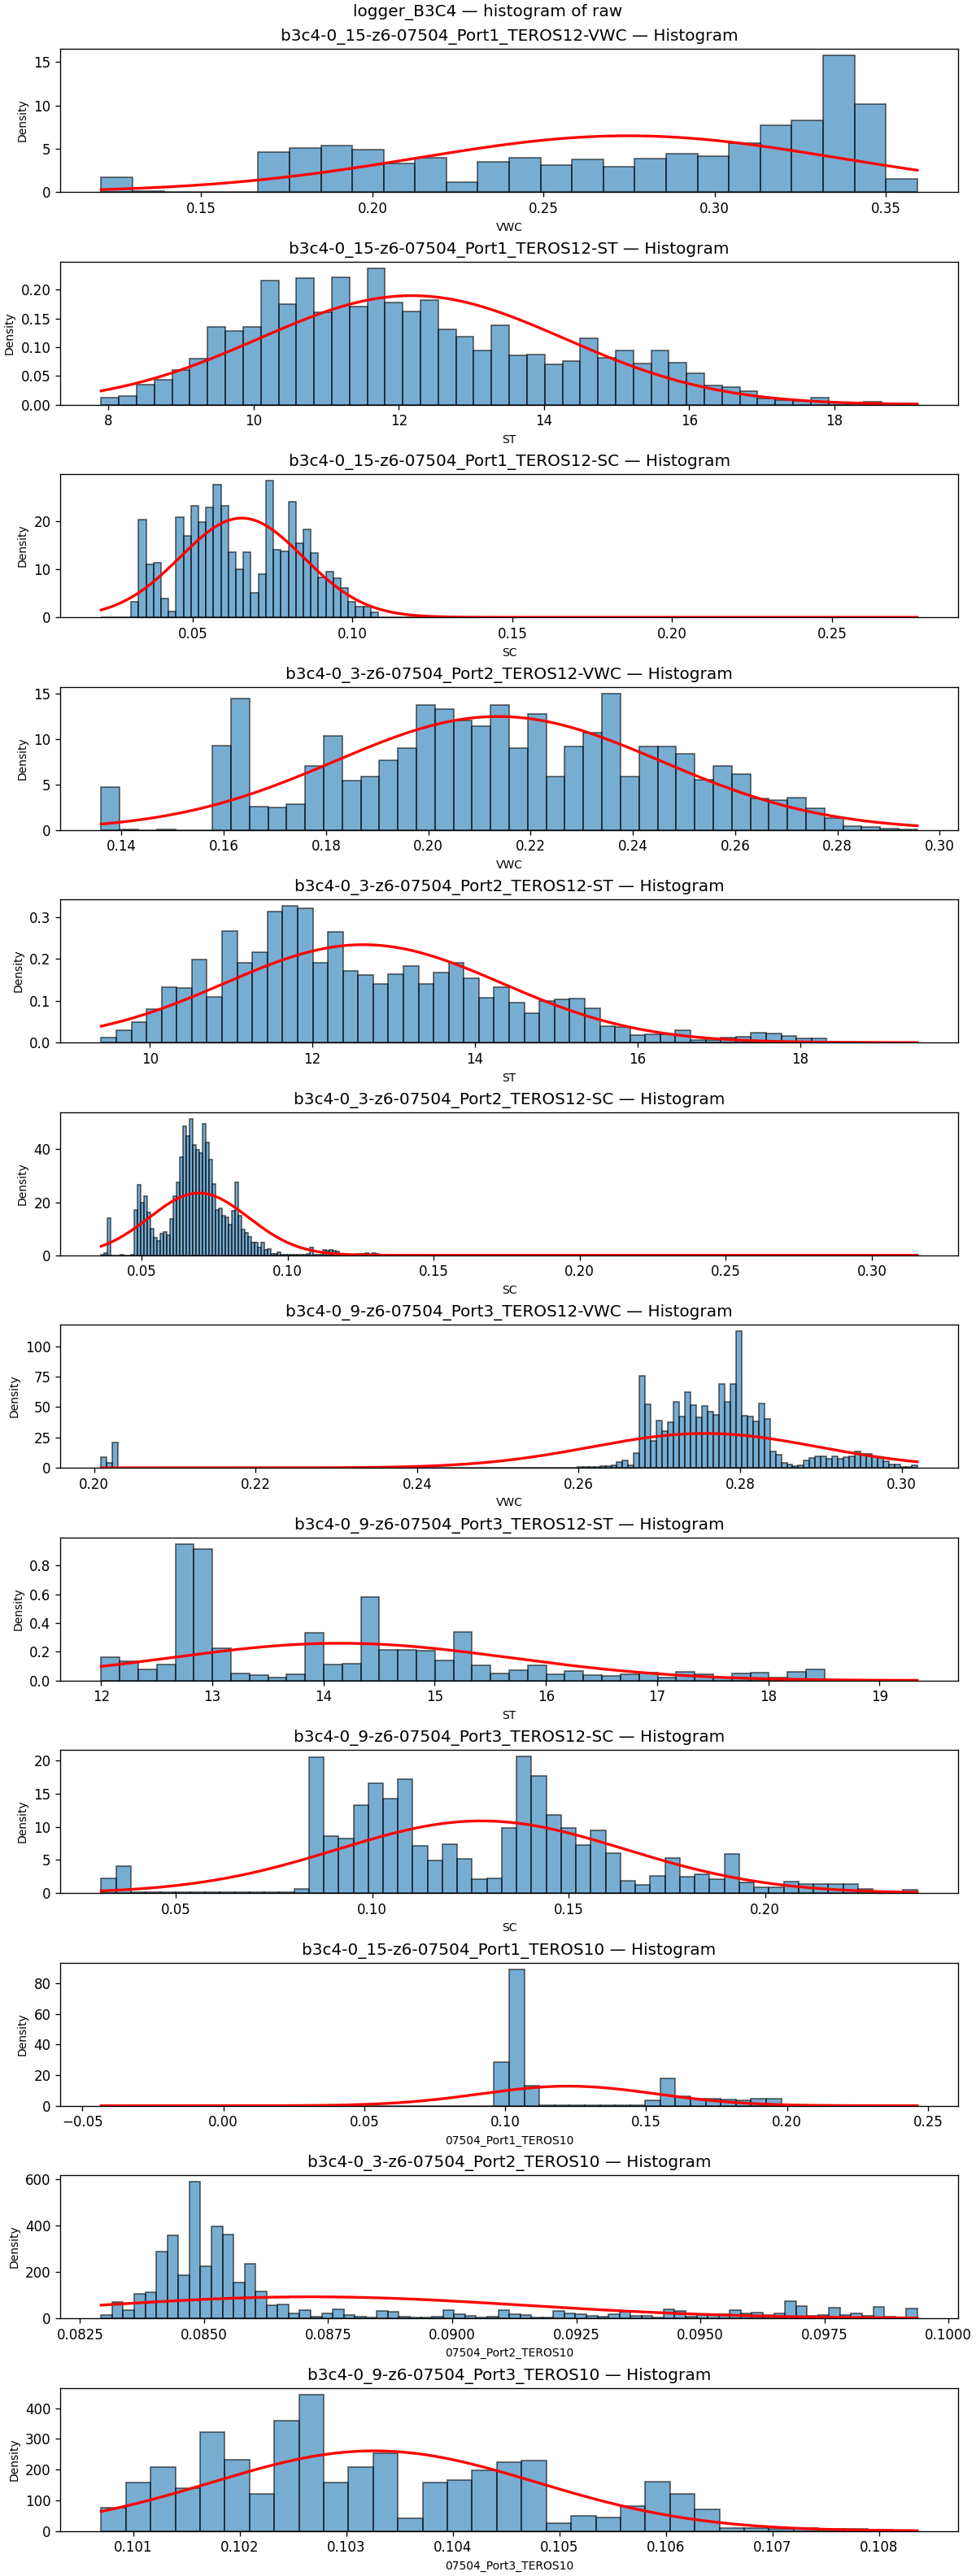 logger_B3C4 — histogram of raw
b3c4-0_15-z6-07504_Port1_TEROS12-VWC — Histogram
Density
15
10
5
0
0.15 0.20 0.25 0.30 0.35
VWC
b3c4-0_15-z6-07504_Port1_TEROS12-ST — Histogram
Density
0.20
0.15
0.10
0.05
0.00
8 10 12 14 16 18
ST
b3c4-0_15-z6-07504_Port1_TEROS12-SC — Histogram
Density
20
10
0
0.05 0.10 0.15 0.20 0.25
SC
b3c4-0_3-z6-07504_Port2_TEROS12-VWC — Histogram
Density
15
10
5
0
0.14 0.16 0.18 0.20 0.22 0.24 0.26 0.28 0.30
VWC
b3c4-0_3-z6-07504_Port2_TEROS12-ST — Histogram
Density
0.3
0.2
0.1
0.0
10 12 14 16 18
ST
b3c4-0_3-z6-07504_Port2_TEROS12-SC — Histogram
Density
40
20
0
0.05 0.10 0.15 0.20 0.25 0.30
SC
b3c4-0_9-z6-07504_Port3_TEROS12-VWC — Histogram
Density
100
75
50
25
0
0.20 0.22 0.24 0.26 0.28 0.30
VWC
b3c4-0_9-z6-07504_Port3_TEROS12-ST — Histogram
Density
0.8
0.6
0.4
0.2
0.0
12 13 14 15 16 17 18 19
ST
b3c4-0_9-z6-07504_Port3_TEROS12-SC — Histogram
Density
20
15
10
5
0
0.05 0.10 0.15 0.20
SC
b3c4-0_15-z6-07504_Port1_TEROS10 — Histogram
Density
80
60
40
20
0
−0.05 0.00 0.05 0.10 0.15 0.20 0.25
07504_Port1_TEROS10
b3c4-0_3-z6-07504_Port2_TEROS10 — Histogram
Density
600
400
200
0
0.0825 0.0850 0.0875 0.0900 0.0925 0.0950 0.0975 0.1000
07504_Port2_TEROS10
b3c4-0_9-z6-07504_Port3_TEROS10 — Histogram
Density
400
300
200
100
0
0.101 0.102 0.103 0.104 0.105 0.106 0.107 0.108
07504_Port3_TEROS10